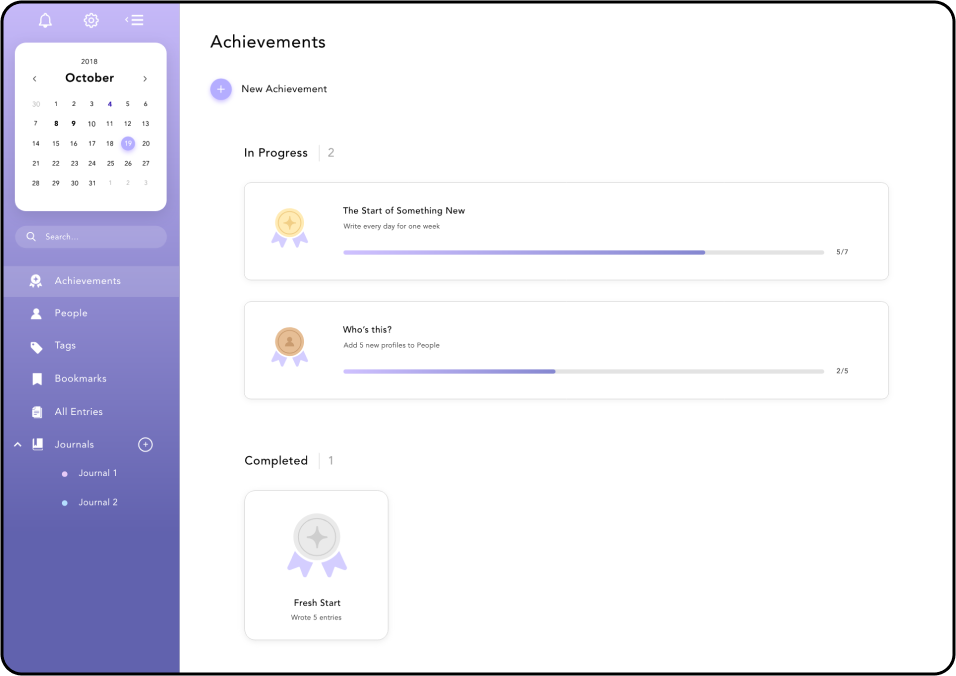 2018
October
30 1 2 3 4 5 6
7 8 9 10 11 12 13
14 15 16 17 18 19 20
21 22 23 24 25 26 27
28 29 30 31 1 2 3
Search...
Achievements
People
Tags
Bookmarks
All Entries
Journals
Journal 1
Journal 2
Achievements
New Achievement
In Progress 2
The Start of Something New
Write every day for one week
5/7
Who's this?
Add 5 new profiles to People
2/5
Completed 1
Fresh Start
Wrote 5 entries